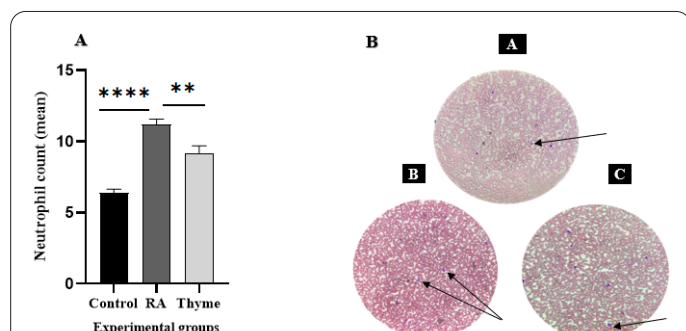 A
Neutrophil count (mean)
15
10
5
0
****
**
Control RA Thyme
Experimental groups
B
A
B
C